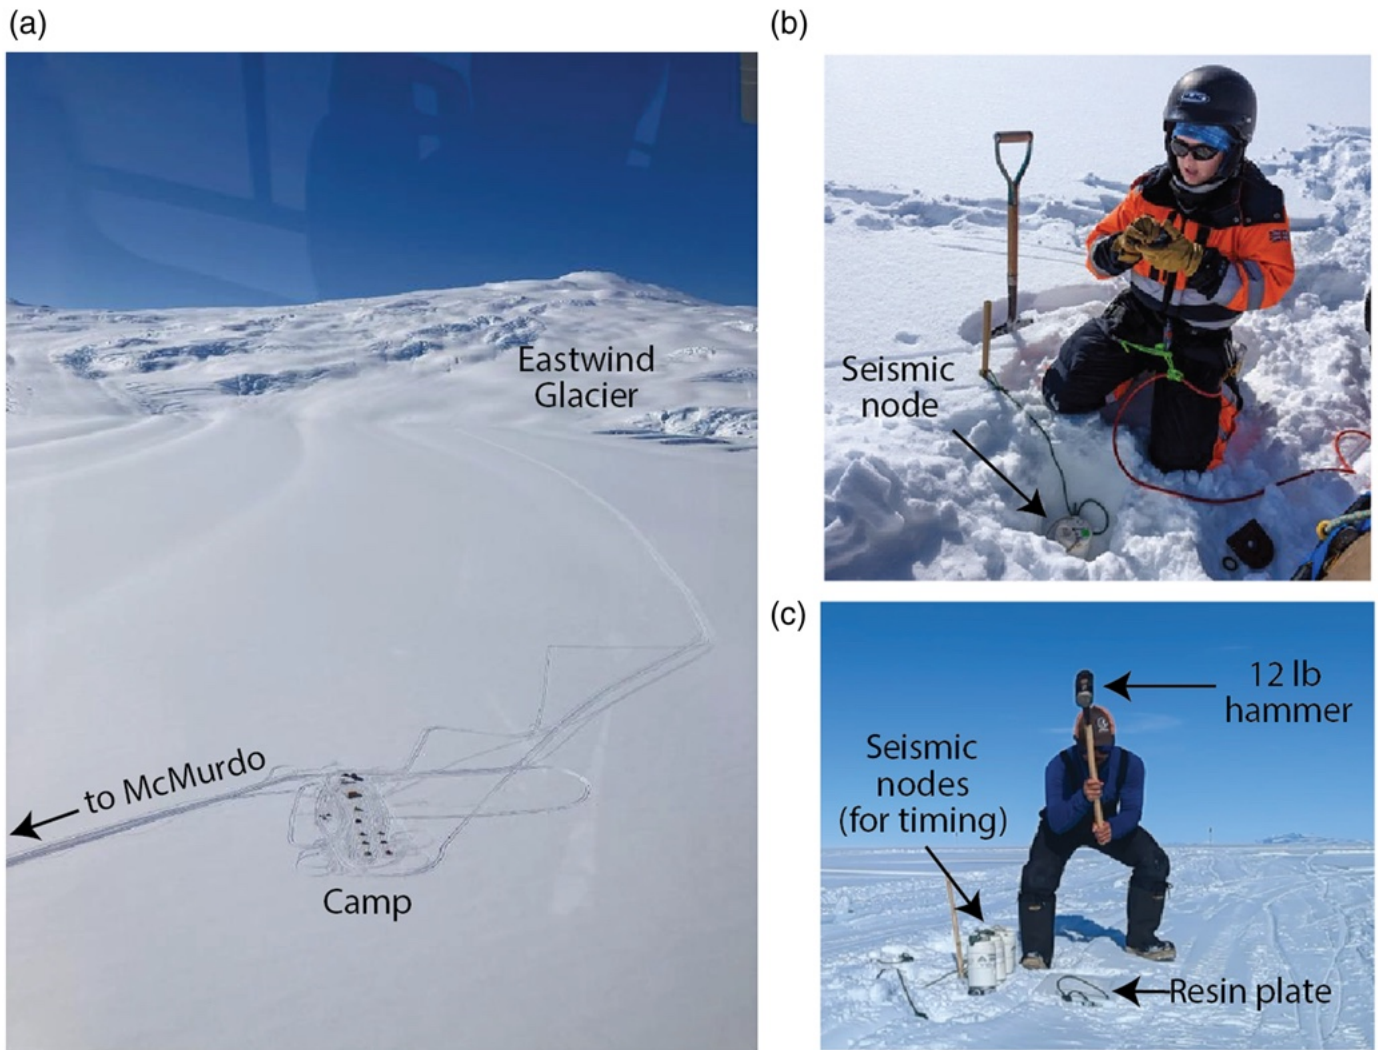 (a)
Eastwind
Glacier
to McMurdo
Camp
(b)
Seismic
node
(c)
12 lb
hammer
Seismic
nodes
(for timing)
Resin plate